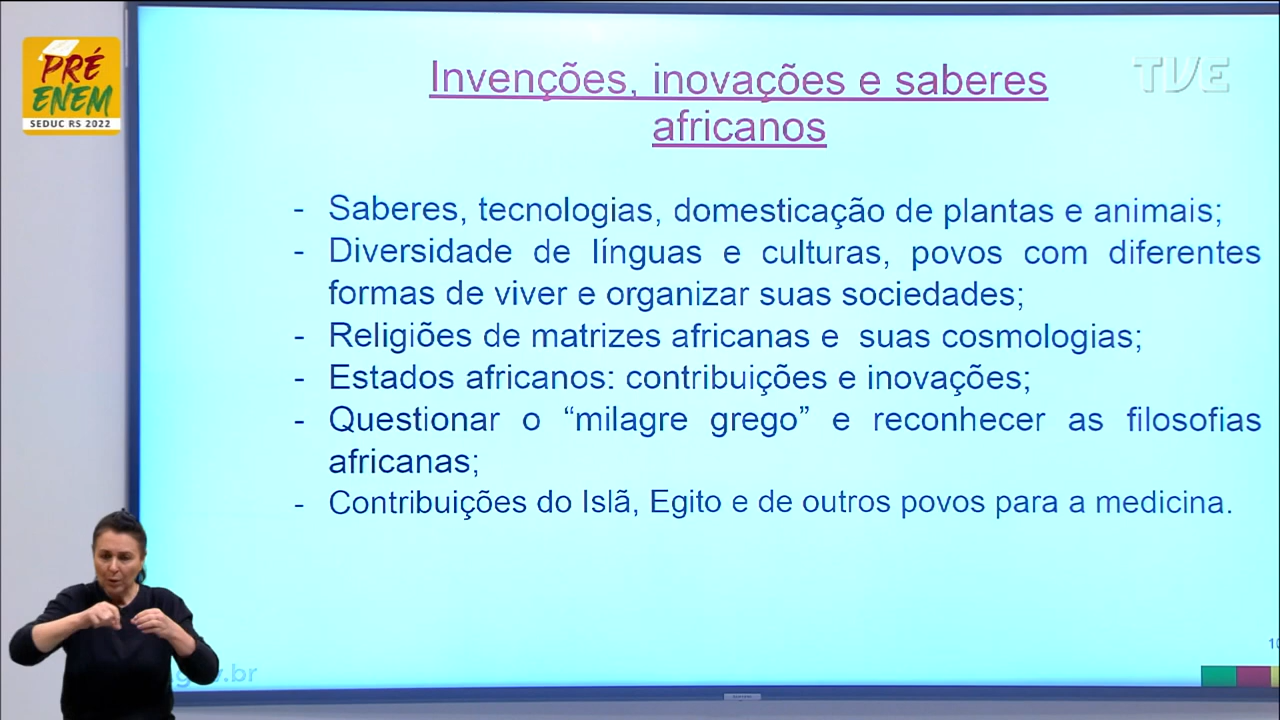 PRÉ
ENEM
SEDUC RS 2022
TVE
Invenções, inovações e saberes
africanos
- Saberes, tecnologias, domesticação de plantas e animais;
- Diversidade de línguas e culturas, povos com diferentes
formas de viver e organizar suas sociedades;
- Religiões de matrizes africanas e suas cosmologias;
- Estados africanos: contribuições e inovações;
- Questionar o “milagre grego” e reconhecer as filosofias
africanas;
- Contribuições do Islã, Egito e de outros povos para a medicina.
.br